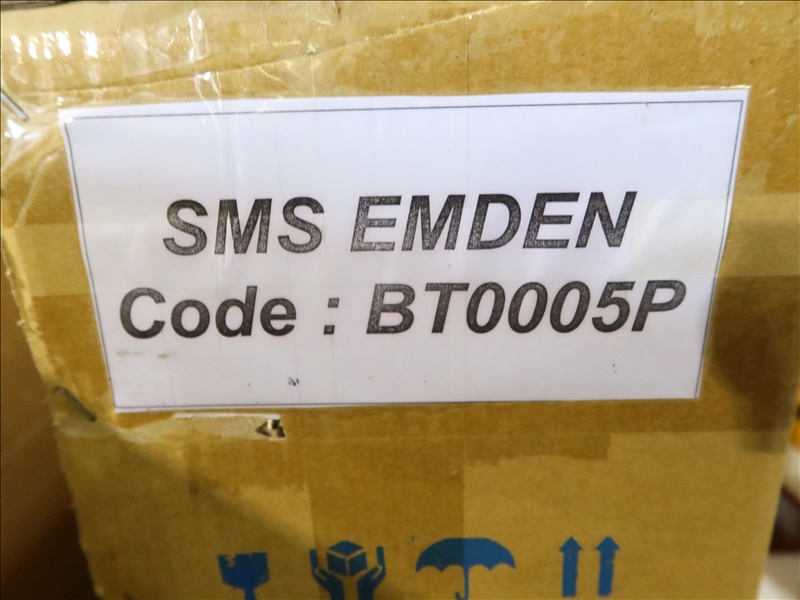 SMS EMDEN
Code : BT0005P